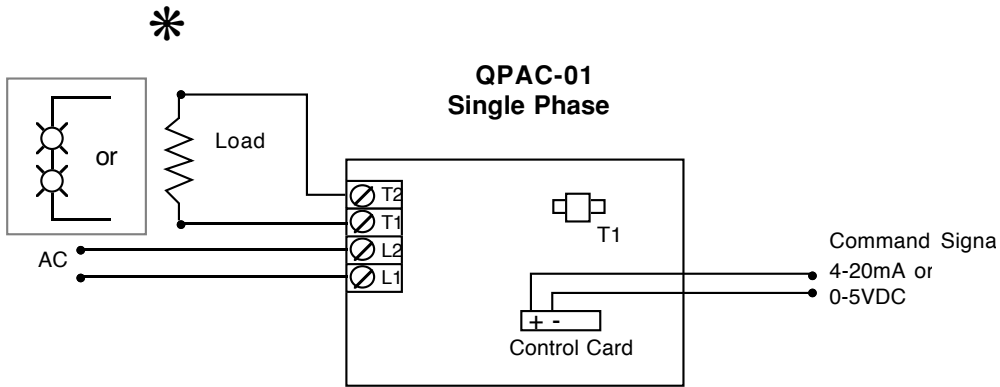 QPAC-01
Single Phase
or
Load
T2
T1
L2
L1
AC
T1
Command Signa
4-20mA or
0-5VDC
+ -
Control Card